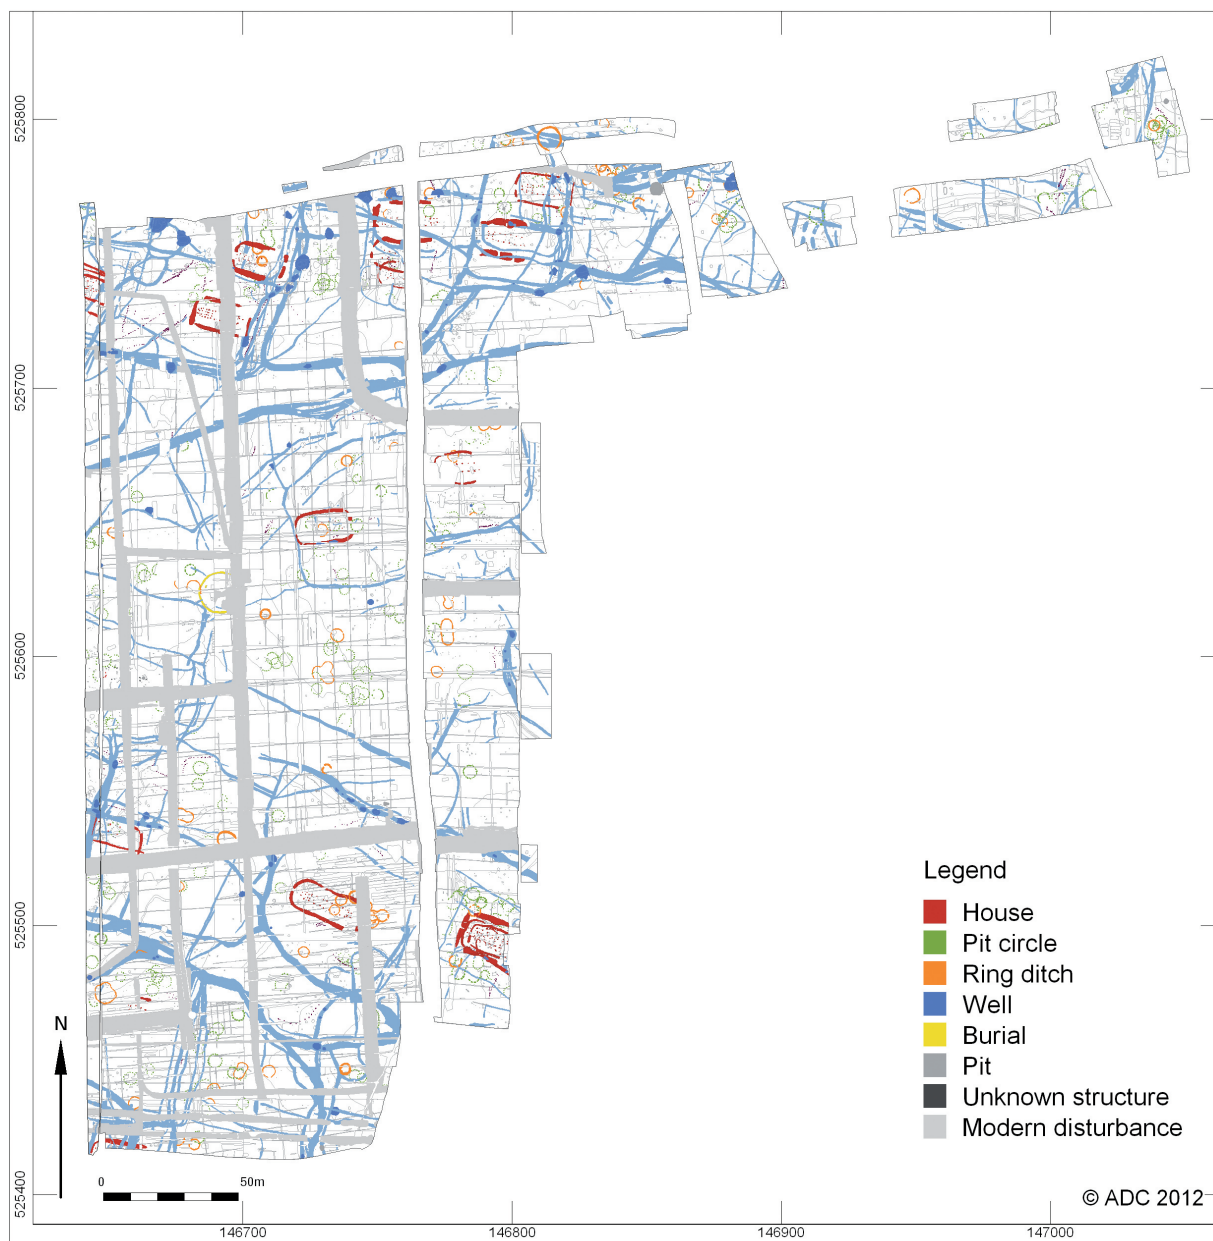 525800
525700
525600
525500
525400
Legend
House
Pit circle
Ring ditch
Well
Burial
Pit
Unknown structure
Modern disturbance
N
0 50m
© ADC 2012
146700 146800 146900 147000